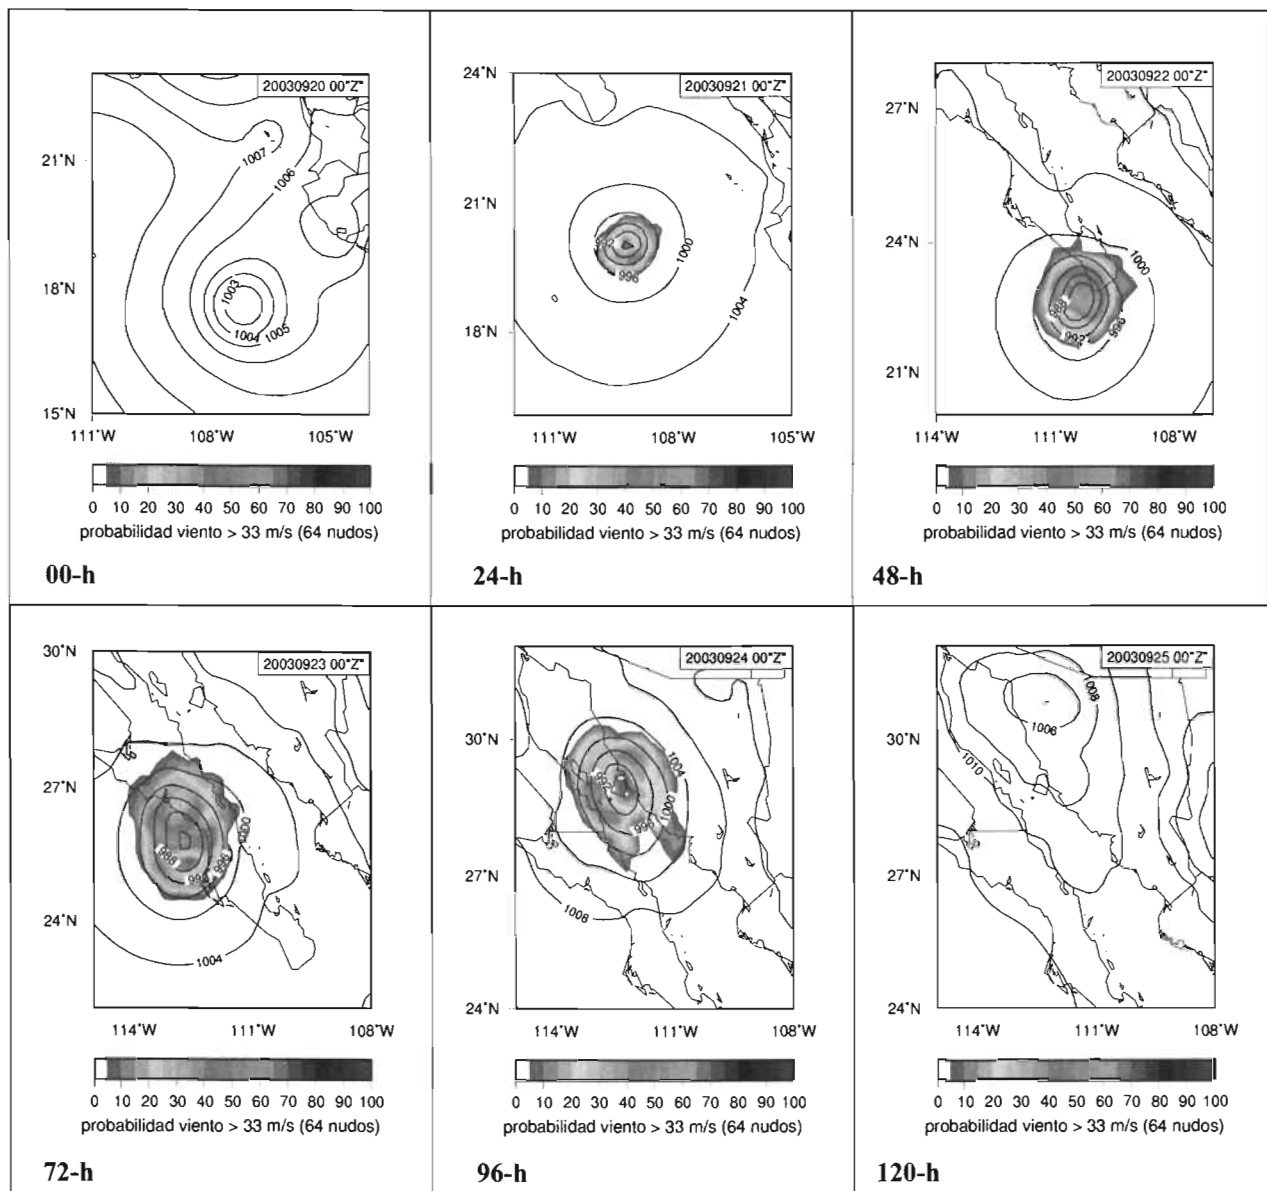 20030920 00"Z"
21°N
18°N
15°N
1007
1006
1003
1004
1005
111°W 108°W 105°W
0 10 20 30 40 50 60 70 80 90 100
probabilidad viento > 33 m/s (64 nudos)
00-h
24°N
20030921 00"Z"
21°N
18°N
992
996
1000
1004
111°W 108°W 105°W
0 10 20 30 40 50 60 70 80 90 100
probabilidad viento > 33 m/s (64 nudos)
24-h
20030922 00"Z"
27°N
24°N
21°N
1000
988
992
996
114°W 111°W 108°W
0 10 20 30 40 50 60 70 80 90 100
probabilidad viento > 33 m/s (64 nudos)
48-h
30°N
20030923 00"Z"
27°N
24°N
1000
988
996
1004
114°W 111°W 108°W
0 10 20 30 40 50 60 70 80 90 100
probabilidad viento > 33 m/s (64 nudos)
72-h
20030924 00"Z"
30°N
27°N
24°N
1004
992
1000
996
1008
114°W 111°W 108°W
0 10 20 30 40 50 60 70 80 90 100
probabilidad viento > 33 m/s (64 nudos)
96-h
20030925 00"Z"
30°N
27°N
24°N
1008
1006
1010
114°W 111°W 108°W
0 10 20 30 40 50 60 70 80 90 100
probabilidad viento > 33 m/s (64 nudos)
120-h